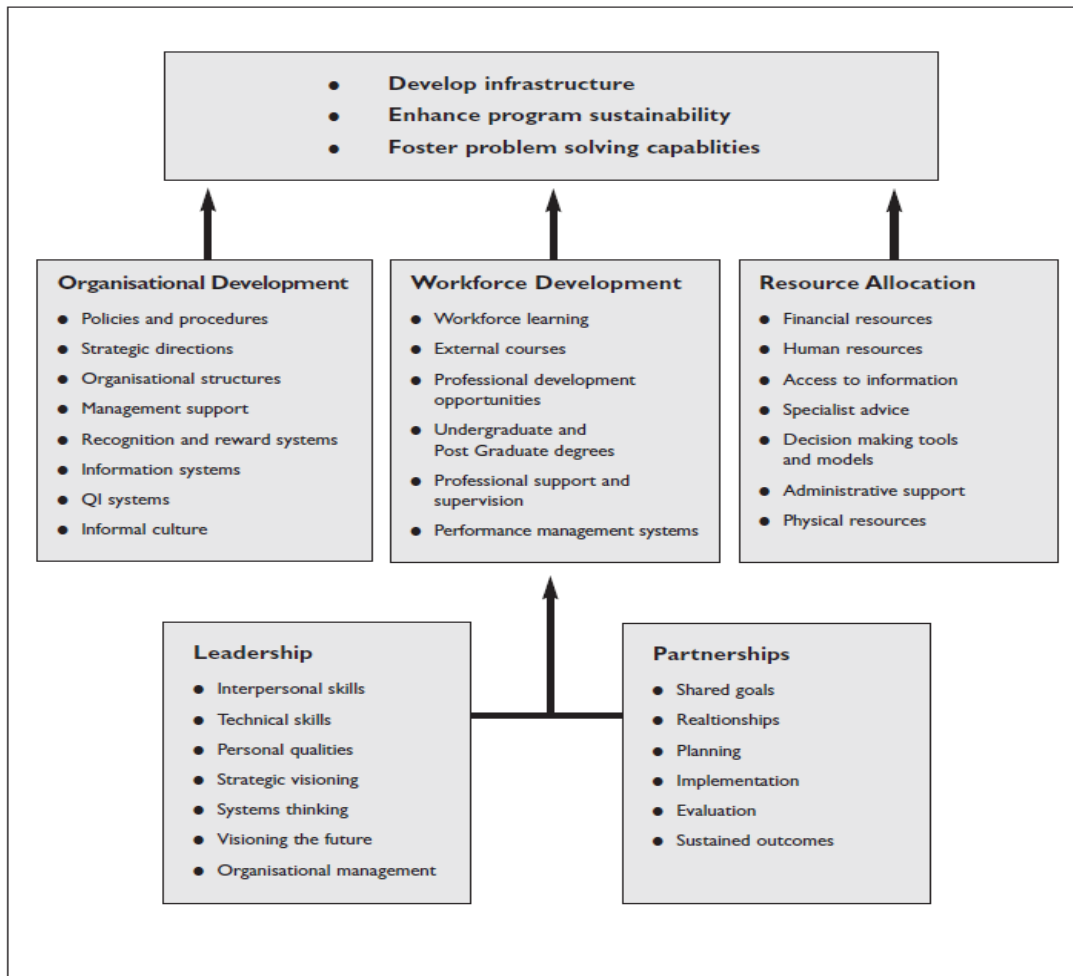 Develop infrastructure
Enhance program sustainability
Foster problem solving capablities
Organisational Development
Policies and procedures
Strategic directions
Organisational structures
Management support
Recognition and reward systems
Information systems
QI systems
Informal culture
Workforce Development
Workforce learning
External courses
Professional development
opportunities
Undergraduate and
Post Graduate degrees
Professional support and
supervision
Performance management systems
Resource Allocation
Financial resources
Human resources
Access to information
Specialist advice
Decision making tools
and models
Administrative support
Physical resources
Leadership
Interpersonal skills
Technical skills
Personal qualities
Strategic visioning
Systems thinking
Visioning the future
Organisational management
Partnerships
Shared goals
Realtionships
Planning
Implementation
Evaluation
Sustained outcomes